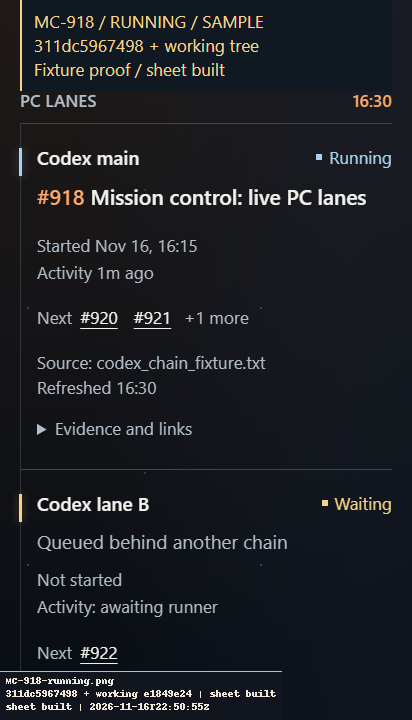 MC-918 / RUNNING / SAMPLE
311dc5967498 + working tree
Fixture proof / sheet built
PC LANES 16:30
Codex main Running
#918 Mission control: live PC lanes
Started Nov 16, 16:15
Activity 1m ago
Next #920 #921 +1 more
Source: codex_chain_fixture.txt
Refreshed 16:30
▶ Evidence and links
Codex lane B Waiting
Queued behind another chain
Not started
Activity: awaiting runner
Next #922
MC-918-running.png
311dc5967498 + working e1849e24 | sheet built
sheet built | 2026-11-16T22:50:55Z